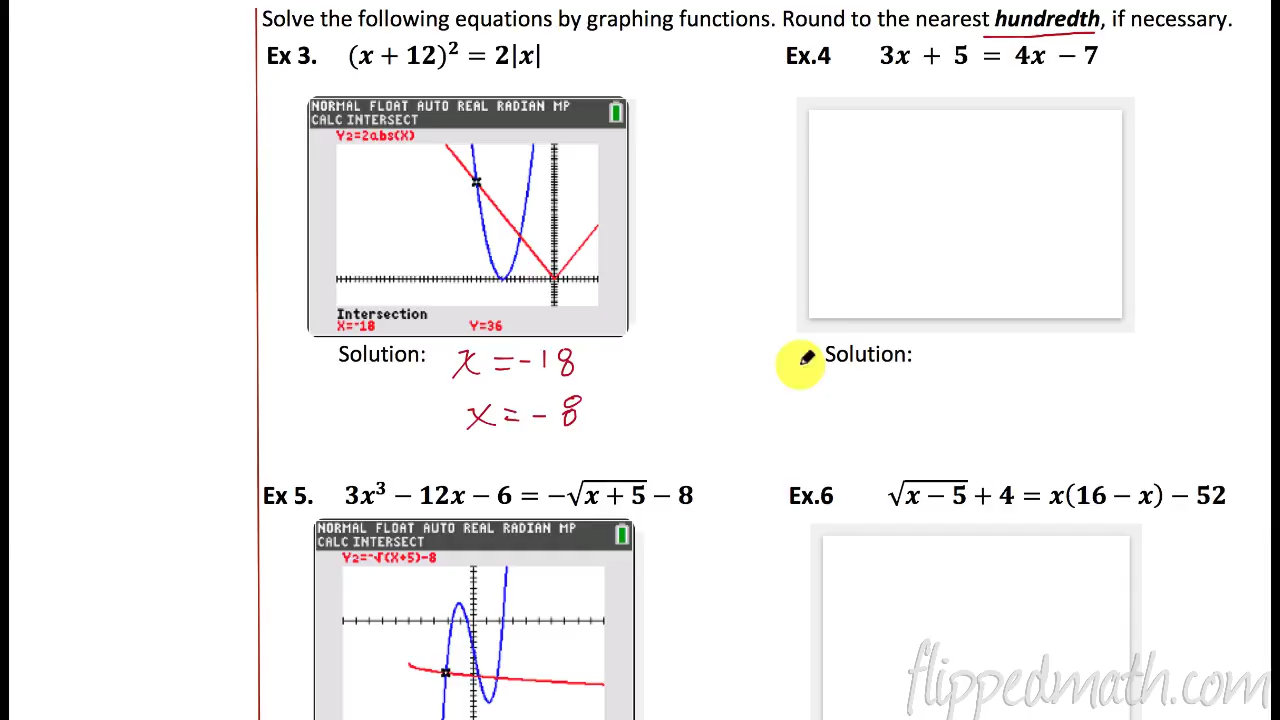 Solve the following equations by graphing functions. Round to the nearest hundredth, if necessary.
Ex 3. (x + 12)² = 2|x|
NORMAL FLOAT AUTO REAL RADIAN MP
CALC INTERSECT
Y2=2abs(X)
Intersection
X=-18 Y=36
Solution: x = -18
x = -8
Ex.4 3x + 5 = 4x - 7
Solution:
Ex 5. 3x³ − 12x − 6 = −√(x + 5) − 8
NORMAL FLOAT AUTO REAL RADIAN MP
CALC INTERSECT
Y2=-√(X+5)-8
Ex.6 √(x − 5) + 4 = x(16 − x) − 52
flippedmath.com